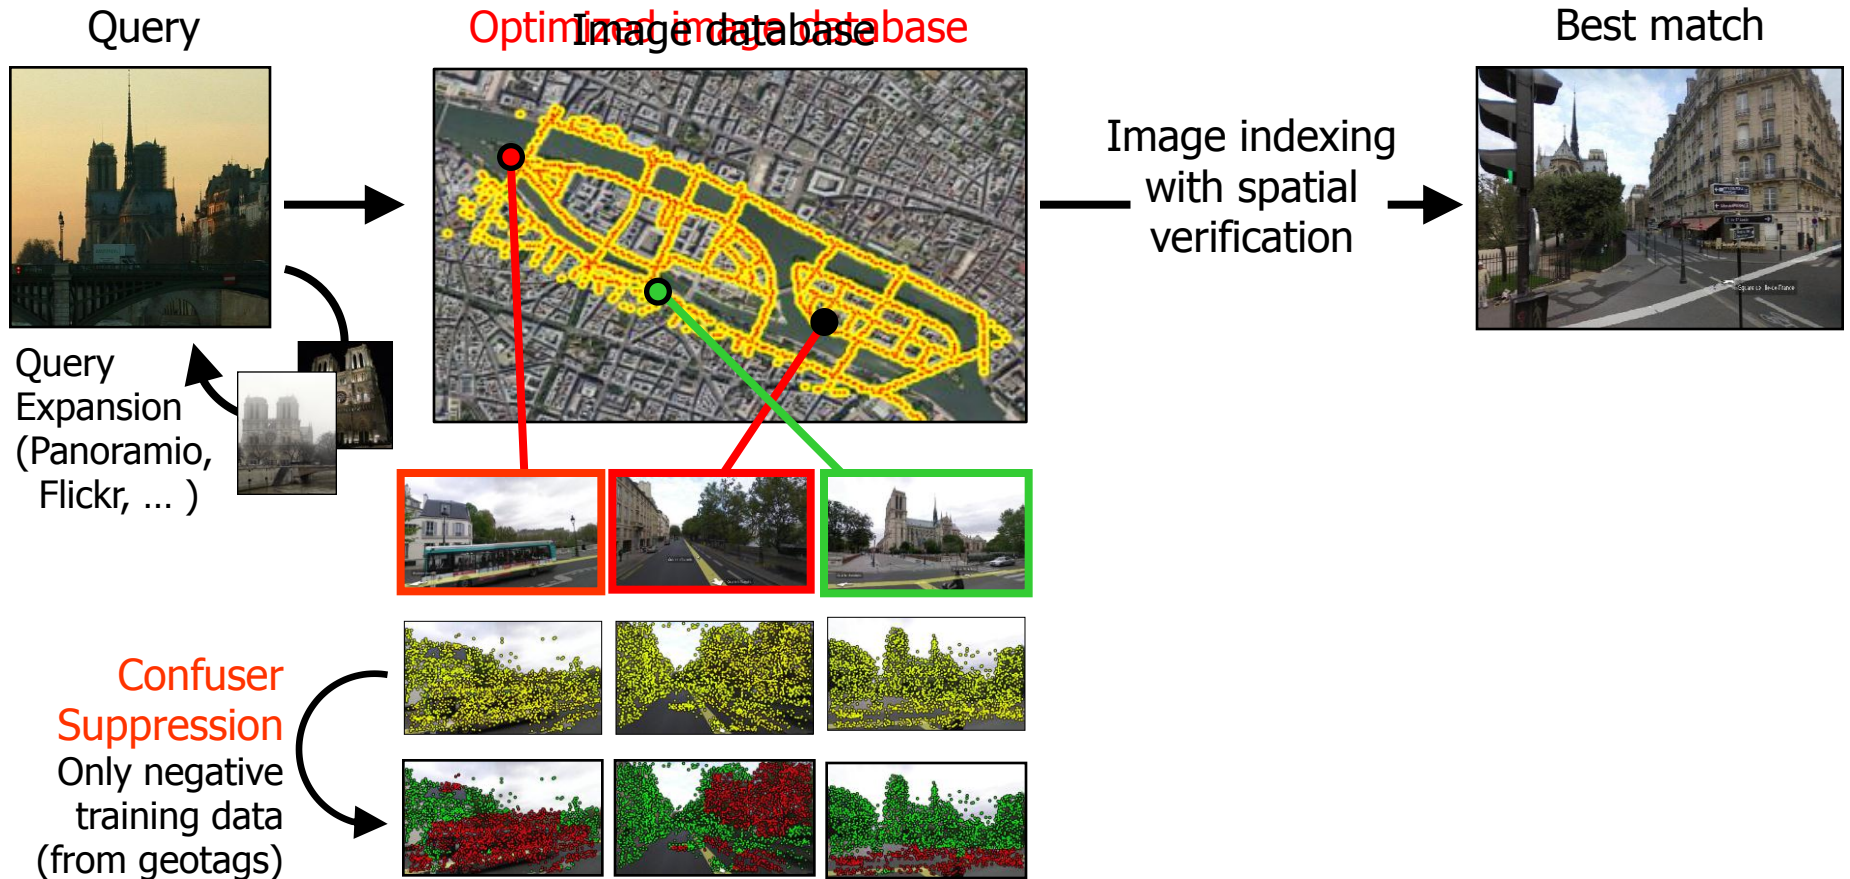 Query
Optimized image database
Image database
Best match
Image indexing
with spatial
verification
Query
Expansion
(Panoramio,
Flickr, ... )
Confuser
Suppression
Only negative
training data
(from geotags)